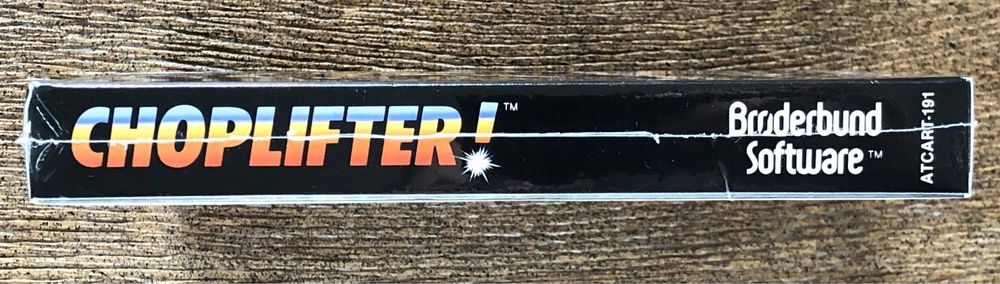 CHOPLIFTER!™
Brøderbund
Software™
ATCART-191